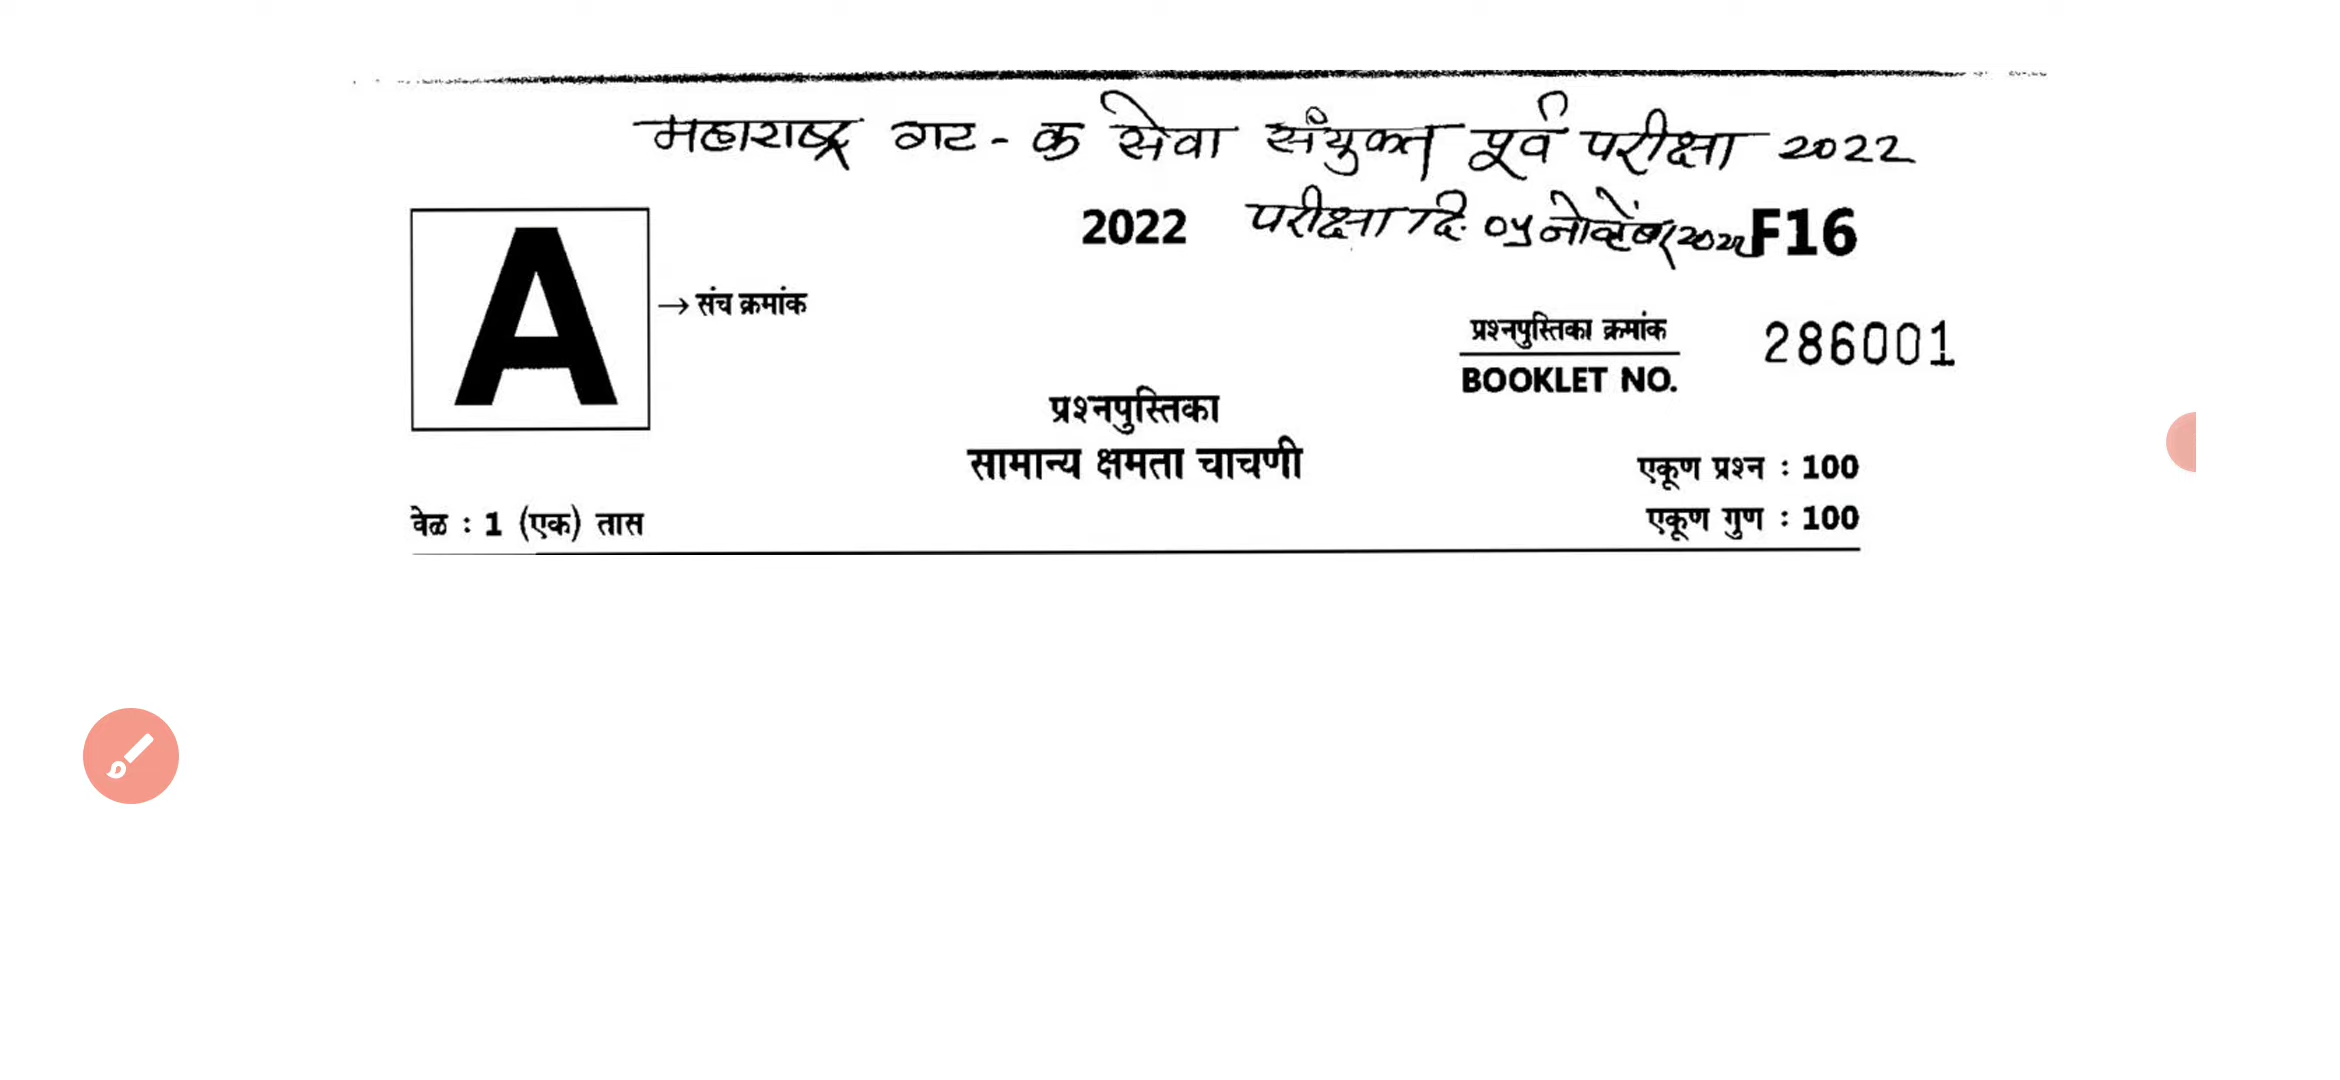 महाराष्ट्र गट - क सेवा संयुक्त पूर्व परीक्षा 2022
2022 परीक्षा दि. ०५ नोव्हेंबर 2022 F16
A
→ संच क्रमांक
प्रश्नपुस्तिका क्रमांक 286001
BOOKLET NO.
प्रश्नपुस्तिका
सामान्य क्षमता चाचणी
एकूण प्रश्न : 100
वेळ : 1 (एक) तास
एकूण गुण : 100